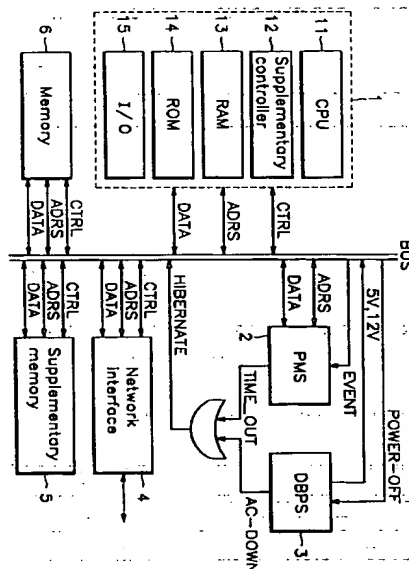 11
CPU
12
Supplementary
controller
13
RAM
14
ROM
15
I/O
1
6
Memory
CTRL
ADRS
DATA
DATA
ADRS
CTRL
BUS
5V,12V
POWER-OFF
EVENT
ADRS
DATA
2
PMS
DBPS
3
TIME_OUT
AC-DOWN
HIBERNATE
CTRL
ADRS
DATA
Network
interface
4
CTRL
ADRS
DATA
Supplementary
memory
5